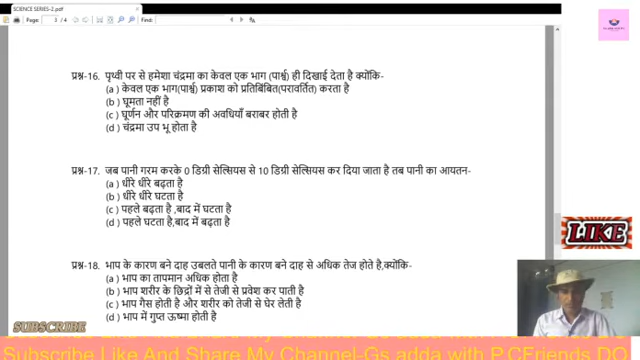 SCIENCE SERIES-2.pdf
Page: 3 / 4 Find:
प्रश्न-16. पृथ्वी पर से हमेशा चंद्रमा का केवल एक भाग (पार्श्व) ही दिखाई देता है क्योंकि-
(a) केवल एक भाग(पार्श्व) प्रकाश को प्रतिबिंबित(परावर्तित) करता है
(b) घूमता नहीं है
(c) घूर्णन और परिक्रमण की अवधियाँ बराबर होती है
(d) चंद्रमा उप भू होता है
प्रश्न-17. जब पानी गरम करके 0 डिग्री सेल्सियस से 10 डिग्री सेल्सियस कर दिया जाता है तब पानी का आयतन-
(a) धीरे धीरे बढ़ता है
(b) धीरे धीरे घटता है
(c) पहले बढ़ता है ,बाद में घटता है
(d) पहले घटता है,बाद में बढ़ता है
LIKE
प्रश्न-18. भाप के कारण बने दाह उबलते पानी के कारण बने दाह से अधिक तेज होते है,क्योंकि-
(a) भाप का तापमान अधिक होता है
(b) भाप शरीर के छिद्रों में से तेजी से प्रवेश कर पाती है
(c) भाप गैस होती है और शरीर को तेजी से घेर लेती है
(d) भाप में गुप्त ऊष्मा होती है
SUBSCRIBE
Subscribe Like And Share My Channel-Gs adda with P.C.Friends DC